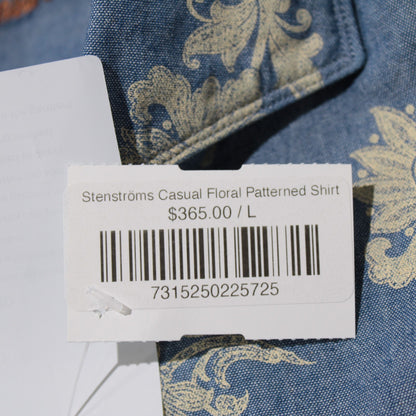 Stenströms Casual Floral Patterned Shirt
$365.00 / L
7315250225725